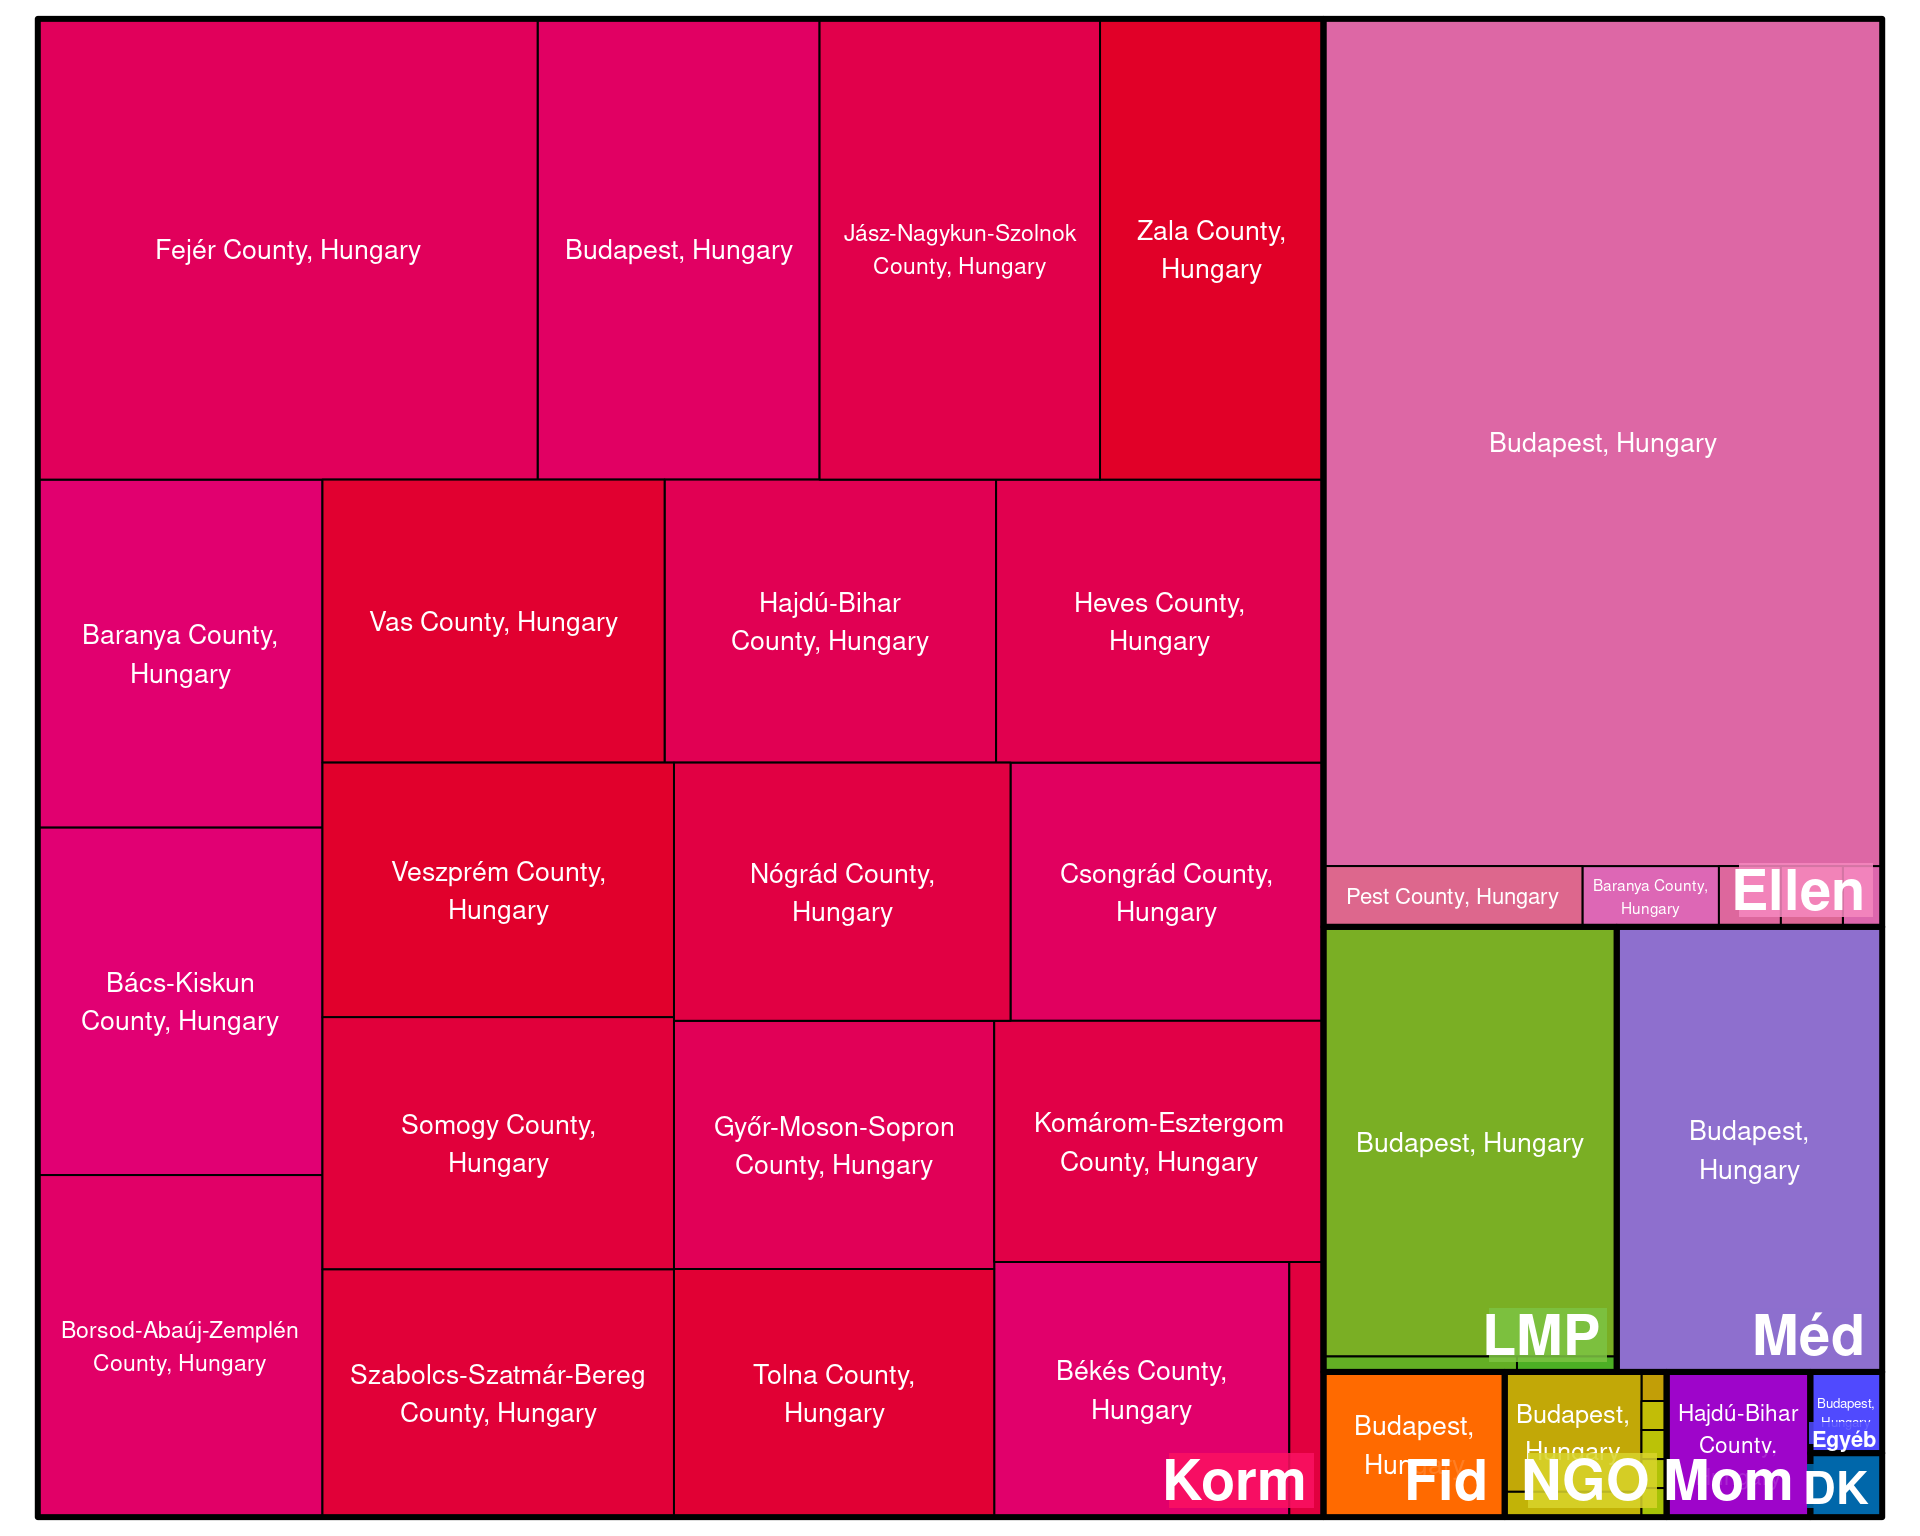 Fejér County, Hungary
Budapest, Hungary
Jász-Nagykun-Szolnok
County, Hungary
Zala County,
Hungary
Baranya County,
Hungary
Vas County, Hungary
Hajdú-Bihar
County, Hungary
Heves County,
Hungary
Bács-Kiskun
County, Hungary
Veszprém County,
Hungary
Nógrád County,
Hungary
Csongrád County,
Hungary
Borsod-Abaúj-Zemplén
County, Hungary
Somogy County,
Hungary
Győr-Moson-Sopron
County, Hungary
Komárom-Esztergom
County, Hungary
Szabolcs-Szatmár-Bereg
County, Hungary
Tolna County,
Hungary
Békés County,
Hungary
Korm
Budapest, Hungary
Pest County, Hungary
Baranya County,
Hungary
Ellen
Budapest, Hungary
LMP
Budapest,
Hungary
Méd
Budapest,
Hungary
Fid
Budapest,
Hungary
NGO
Hajdú-Bihar
County,
Mom
Budapest,
Hungary
Egyéb
DK